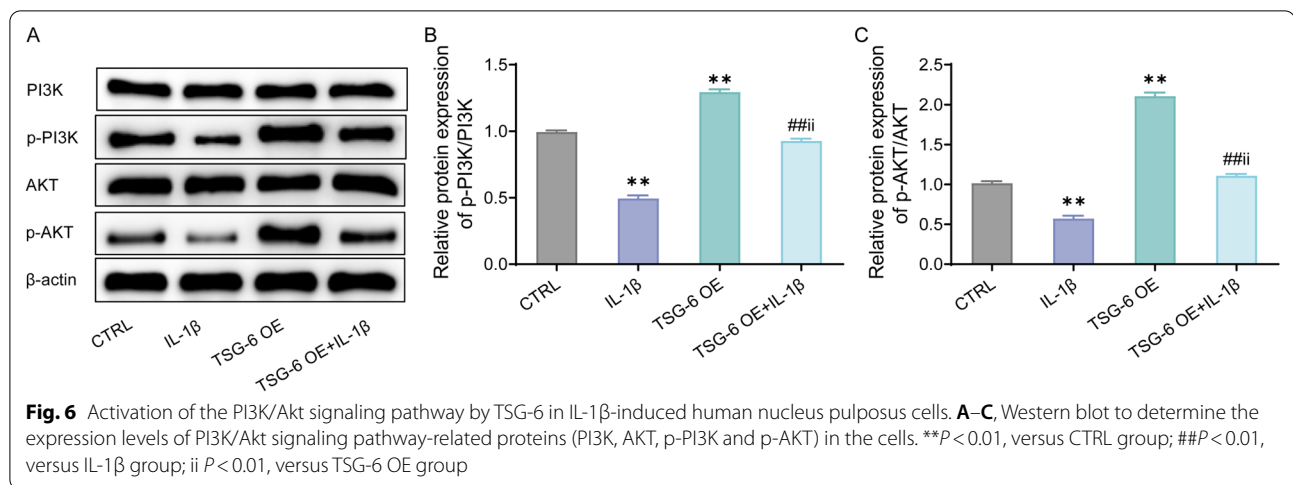 A
PI3K
p-PI3K
AKT
p-AKT
β-actin
CTRL
IL-1β
TSG-6 OE
TSG-6 OE+IL-1β
B
Relative protein expression
of p-PI3K/PI3K
1.5
1.0
0.5
0.0
**
**
##ii
CTRL
IL-1β
TSG-6 OE
TSG-6 OE+IL-1β
C
Relative protein expression
of p-AKT/AKT
2.5
2.0
1.5
1.0
0.5
0.0
**
**
##ii
CTRL
IL-1β
TSG-6 OE
TSG-6 OE+IL-1β
Fig. 6 Activation of the PI3K/Akt signaling pathway by TSG-6 in IL-1β-induced human nucleus pulposus cells. A–C, Western blot to determine the
expression levels of PI3K/Akt signaling pathway-related proteins (PI3K, AKT, p-PI3K and p-AKT) in the cells. **P < 0.01, versus CTRL group; ##P < 0.01,
versus IL-1β group; ii P < 0.01, versus TSG-6 OE group